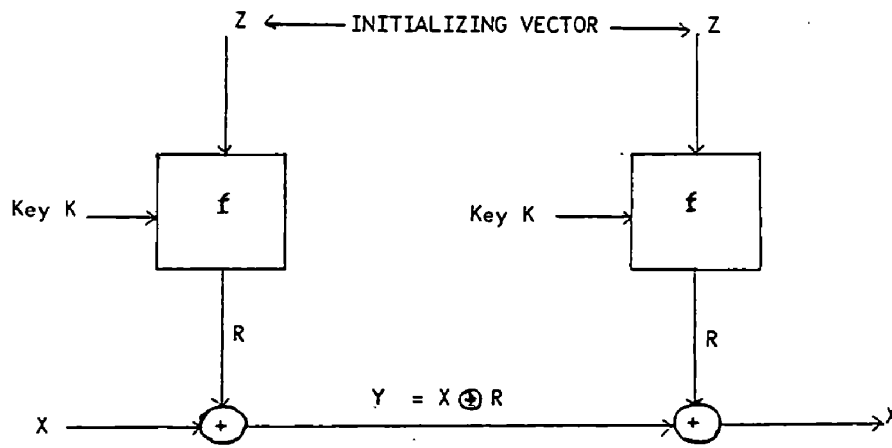 Z INITIALIZING VECTOR Z
Key K f Key K f
R R
Y = X ⊕ R
X + + X